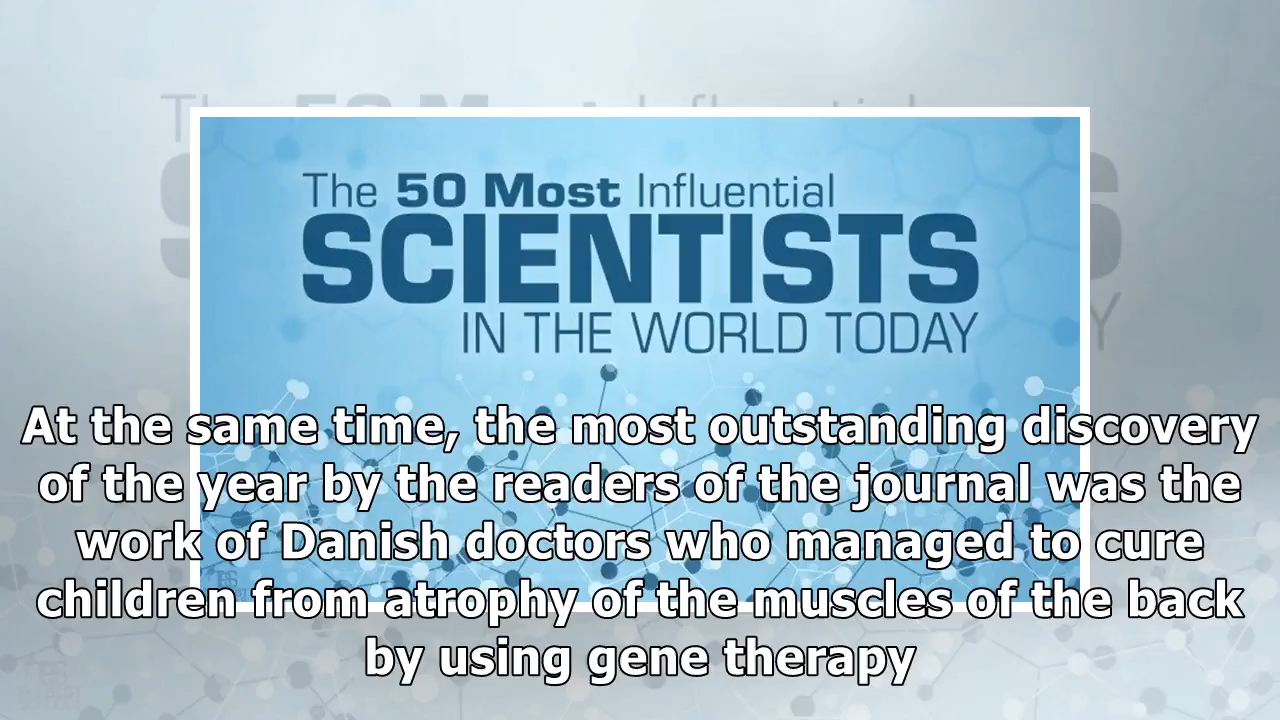 The 50 Most Influential
SCIENTISTS
IN THE WORLD TODAY
At the same time, the most outstanding discovery
of the year by the readers of the journal was the
work of Danish doctors who managed to cure
children from atrophy of the muscles of the back
by using gene therapy